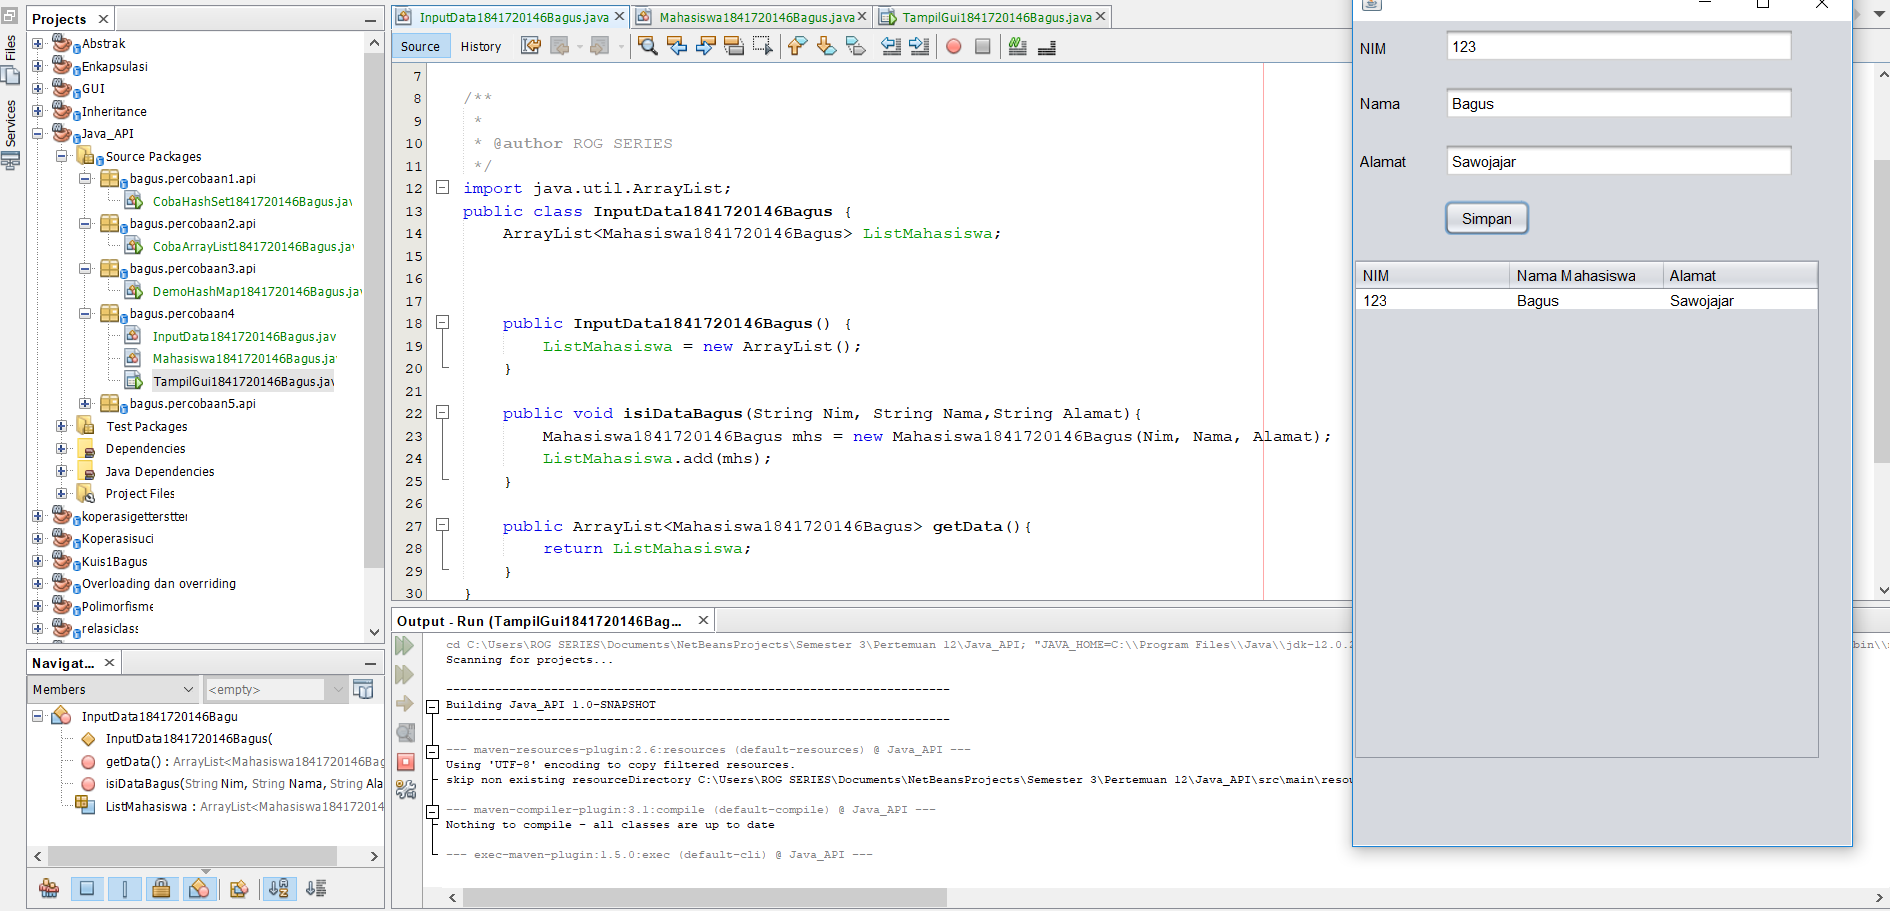 Files
Services
Projects
Abstrak
Enkapsulasi
GUI
Inheritance
Java_API
Source Packages
bagus.percobaan1.api
CobaHashSet1841720146Bagus.jav
bagus.percobaan2.api
CobaArrayList1841720146Bagus.jav
bagus.percobaan3.api
DemoHashMap1841720146Bagus.jav
bagus.percobaan4
InputData1841720146Bagus.jav
Mahasiswa1841720146Bagus.jav
TampilGui1841720146Bagus.jav
bagus.percobaan5.api
Test Packages
Dependencies
Java Dependencies
Project Files
koperasigetterstter
Koperasisuci
Kuis1Bagus
Overloading dan overriding
Polimorfisme
relasiclass
Navigat...
Members
<empty>
InputData1841720146Bagu
InputData1841720146Bagus(
getData() : ArrayList<Mahasiswa1841720146Bag
isiDataBagus(String Nim, String Nama, String Ala
ListMahasiswa : ArrayList<Mahasiswa184172014
InputData1841720146Bagus.java
Mahasiswa1841720146Bagus.java
TampilGui1841720146Bagus.java
Source
History
7
8 /**
9 *
10 * @author ROG SERIES
11 */
12 import java.util.ArrayList;
13 public class InputData1841720146Bagus {
14 ArrayList<Mahasiswa1841720146Bagus> ListMahasiswa;
15
16
17
18 public InputData1841720146Bagus() {
19 ListMahasiswa = new ArrayList();
20 }
21
22 public void isiDataBagus(String Nim, String Nama,String Alamat){
23 Mahasiswa1841720146Bagus mhs = new Mahasiswa1841720146Bagus(Nim, Nama, Alamat);
24 ListMahasiswa.add(mhs);
25 }
26
27 public ArrayList<Mahasiswa1841720146Bagus> getData(){
28 return ListMahasiswa;
29 }
30 }
Output - Run (TampilGui1841720146Bag...
cd C:\Users\ROG SERIES\Documents\NetBeansProjects\Semester 3\Pertemuan 12\Java_API; "JAVA_HOME=C:\\Program Files\\Java\\jdk-12.0.2
Scanning for projects...
------------------------------------------------------------------------
Building Java_API 1.0-SNAPSHOT
------------------------------------------------------------------------
--- maven-resources-plugin:2.6:resources (default-resources) @ Java_API ---
Using 'UTF-8' encoding to copy filtered resources.
skip non existing resourceDirectory C:\Users\ROG SERIES\Documents\NetBeansProjects\Semester 3\Pertemuan 12\Java_API\src\main\resou
--- maven-compiler-plugin:3.1:compile (default-compile) @ Java_API ---
Nothing to compile - all classes are up to date
--- exec-maven-plugin:1.5.0:exec (default-cli) @ Java_API ---
NIM 123
Nama Bagus
Alamat Sawojajar
Simpan
NIM Nama Mahasiswa Alamat
123 Bagus Sawojajar